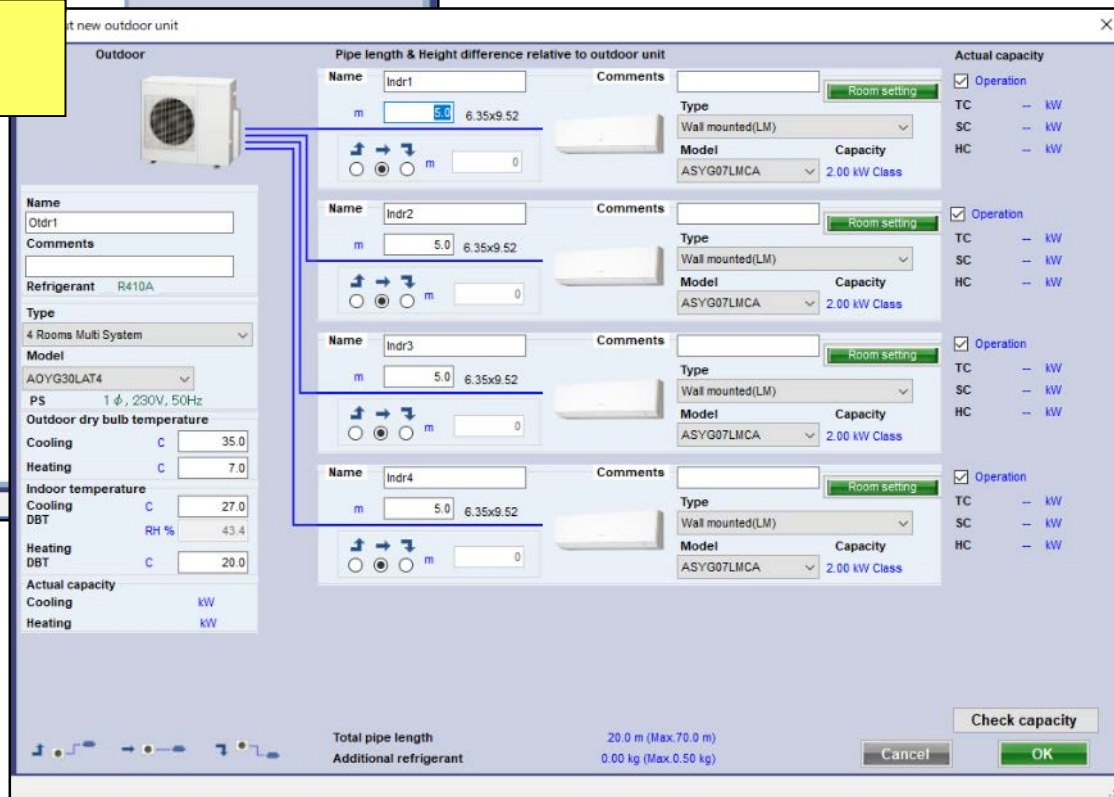 t new outdoor unit
Outdoor
Pipe length & Height difference relative to outdoor unit
Actual capacity
Name Indr1 Comments Room setting Operation
m 5.0 6.35x9.52 Type TC -- kW
Wall mounted(LM) SC -- kW
m 0 Model Capacity HC -- kW
ASYG07LMCA 2.00 kW Class
Name
Otdr1
Comments
Refrigerant R410A
Type
4 Rooms Multi System
Model
AOYG30LAT4
PS 1 ϕ, 230V, 50Hz
Outdoor dry bulb temperature
Cooling C 35.0
Heating C 7.0
Indoor temperature
Cooling C 27.0
DBT
RH % 43.4
Heating
DBT C 20.0
Actual capacity
Cooling kW
Heating kW
Name Indr2 Comments Room setting Operation
m 5.0 6.35x9.52 Type TC -- kW
Wall mounted(LM) SC -- kW
m 0 Model Capacity HC -- kW
ASYG07LMCA 2.00 kW Class
Name Indr3 Comments Room setting Operation
m 5.0 6.35x9.52 Type TC -- kW
Wall mounted(LM) SC -- kW
m 0 Model Capacity HC -- kW
ASYG07LMCA 2.00 kW Class
Name Indr4 Comments Room setting Operation
m 5.0 6.35x9.52 Type TC -- kW
Wall mounted(LM) SC -- kW
m 0 Model Capacity HC -- kW
ASYG07LMCA 2.00 kW Class
Check capacity
Total pipe length 20.0 m (Max.70.0 m)
Additional refrigerant 0.00 kg (Max.0.50 kg)
Cancel OK